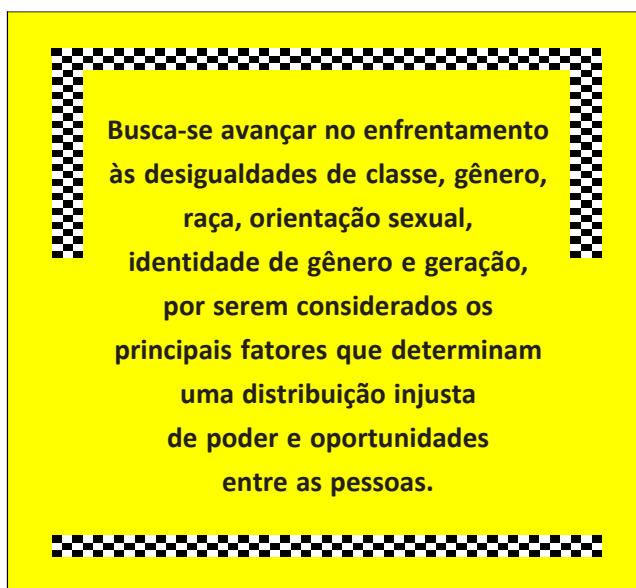 Busca-se avançar no enfrentamento
às desigualdades de classe, gênero,
raça, orientação sexual,
identidade de gênero e geração,
por serem considerados os
principais fatores que determinam
uma distribuição injusta
de poder e oportunidades
entre as pessoas.